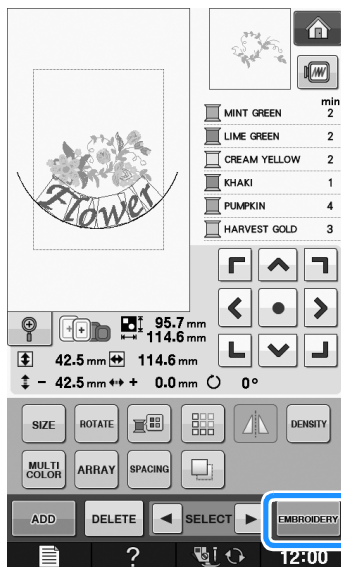 min
MINT GREEN 2
LIME GREEN 2
CREAM YELLOW 2
KHAKI 1
PUMPKIN 4
HARVEST GOLD 3
Flower
95.7 mm
114.6 mm
42.5 mm 114.6 mm
- 42.5 mm + 0.0 mm 0°
SIZE ROTATE DENSITY
MULTI COLOR ARRAY SPACING
ADD DELETE SELECT EMBROIDERY
? 12:00